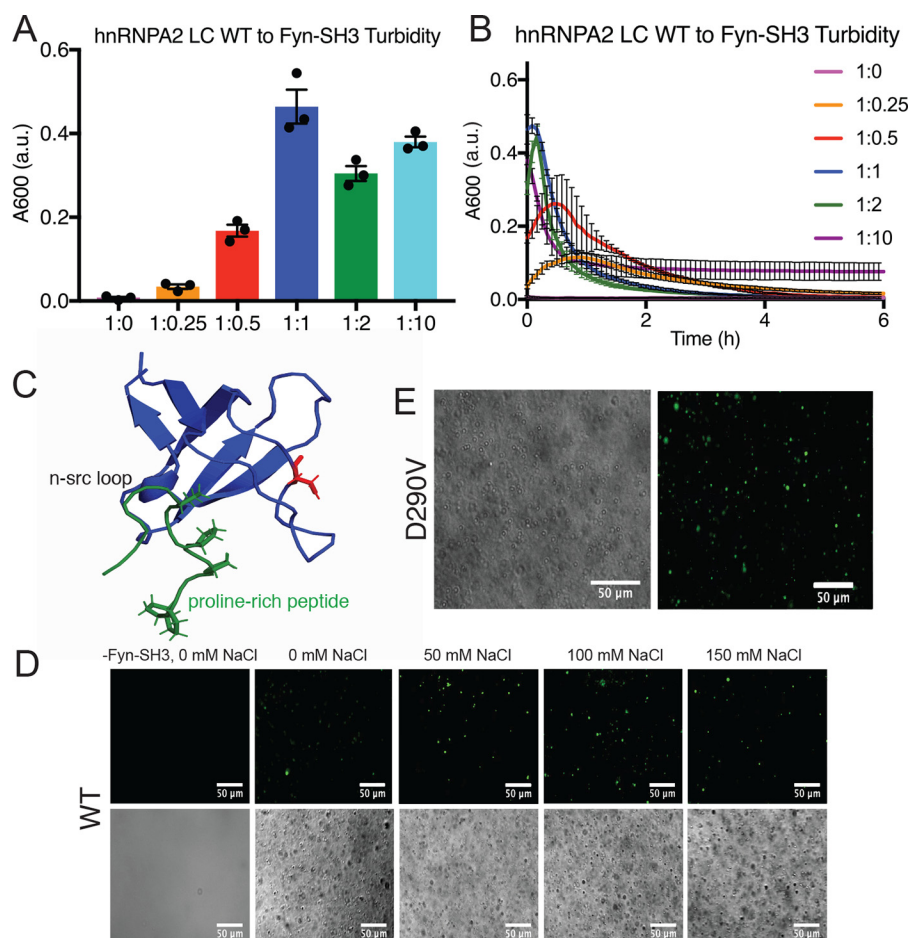 A
hnRNPA2 LC WT to Fyn-SH3 Turbidity
A600 (a.u.)
0.6
0.4
0.2
0.0
1:0 1:0.25 1:0.5 1:1 1:2 1:10
B
hnRNPA2 LC WT to Fyn-SH3 Turbidity
A600 (a.u.)
0.6
0.4
0.2
0.0
0 2 4 6
Time (h)
1:0
1:0.25
1:0.5
1:1
1:2
1:10
C
n-src loop
proline-rich peptide
E
D290V
50 µm 50 µm
D
-Fyn-SH3, 0 mM NaCl 0 mM NaCl 50 mM NaCl 100 mM NaCl 150 mM NaCl
WT
50 µm 50 µm 50 µm 50 µm 50 µm
50 µm 50 µm 50 µm 50 µm 50 µm